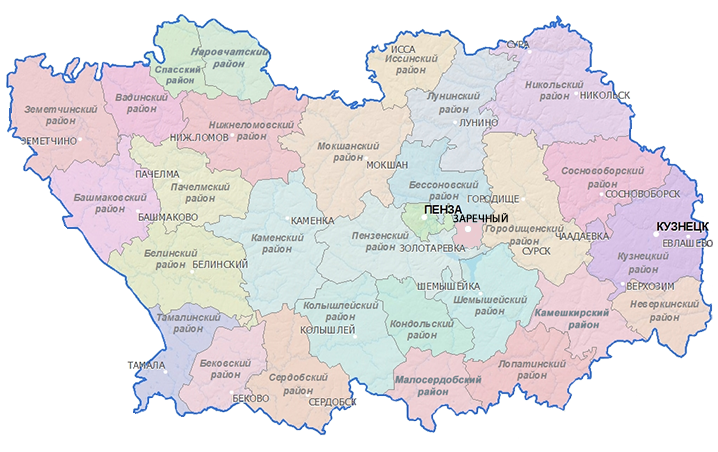 СУРА
ИССА
Иссинский
район
Наровчатский
район
Спасский
район
Никольский
район
НИКОЛЬСК
Вадинский
район
Лунинский
район
ЛУНИНО
Земетчинский
район
ЗЕМЕТЧИНО
Нижнеломовский
район
НИЖ.ЛОМОВ
Мокшанский
район
МОКШАН
ПАЧЕЛМА
Пачелмский
район
Бессоновский
район
Сосновоборский
район
СОСНОВОБОРСК
Башмаковский
район
БАШМАКОВО
ГОРОДИЩЕ
ПЕНЗА
ЗАРЕЧНЫЙ
КАМЕНКА
Каменский
район
Пензенский
район
ЗОЛОТАРЕВКА
Городищенский
район
ЧААДАЕВКА
СУРСК
КУЗНЕЦК
ЕВЛАШЕВО
Кузнецкий
район
Белинский
район
БЕЛИНСКИЙ
ШЕМЫШЕЙКА
Шемышейский
район
ВЕРХОЗИМ
Неверкинский
район
Тамалинский
район
Колышлейский
район
КОЛЫШЛЕЙ
Кондольский
район
Камешкирский
район
ТАМАЛА
Бековский
район
БЕКОВО
Сердобский
район
СЕРДОБСК
Малосердобский
район
Лопатинский
район